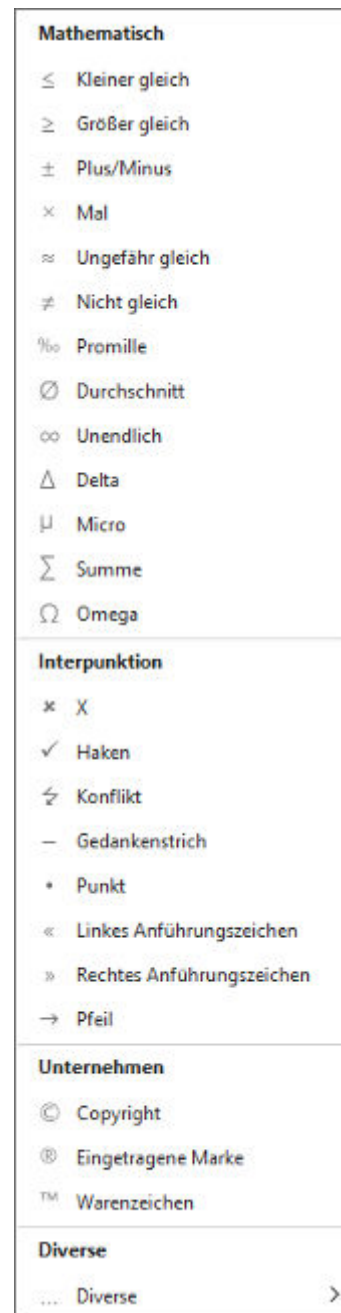 Mathematisch
≤ Kleiner gleich
≥ Größer gleich
± Plus/Minus
× Mal
≈ Ungefähr gleich
≠ Nicht gleich
‰ Promille
∅ Durchschnitt
∞ Unendlich
Δ Delta
µ Micro
∑ Summe
Ω Omega
Interpunktion
× X
✓ Haken
↯ Konflikt
– Gedankenstrich
• Punkt
« Linkes Anführungszeichen
» Rechtes Anführungszeichen
→ Pfeil
Unternehmen
© Copyright
® Eingetragene Marke
™ Warenzeichen
Diverse
... Diverse >